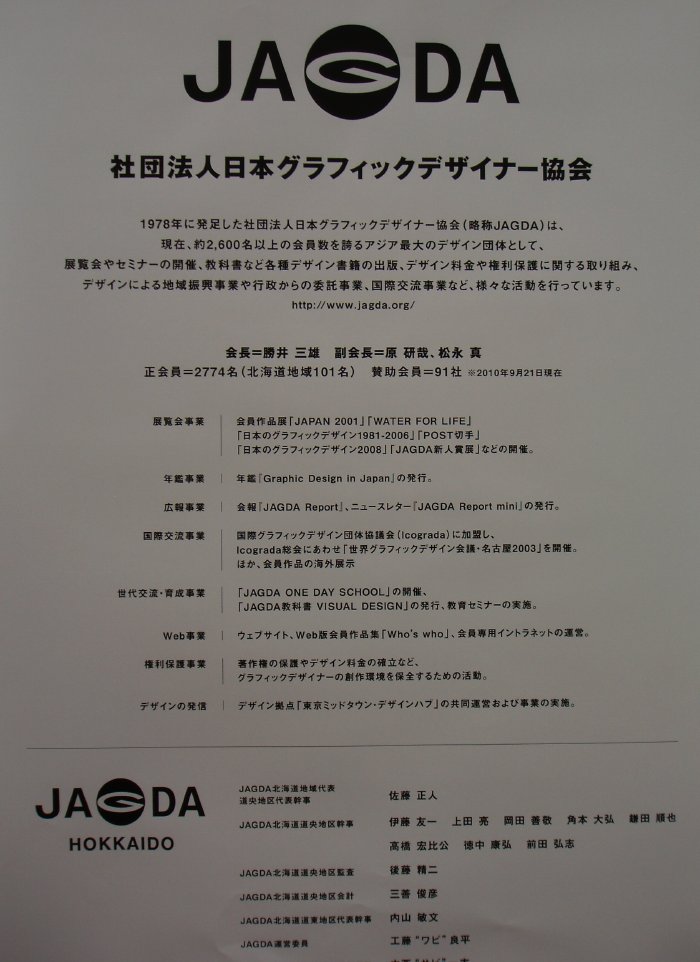 JAGDA
社団法人日本グラフィックデザイナー協会
1978年に発足した社団法人日本グラフィックデザイナー協会(略称JAGDA)は、
現在、約2,600名以上の会員数を誇るアジア最大のデザイン団体として、
展覧会やセミナーの開催、教科書など各種デザイン書籍の出版、デザイン料金や権利保護に関する取り組み、
デザインによる地域振興事業や行政からの委託事業、国際交流事業など、様々な活動を行っています。
http://www.jagda.org/
会長=勝井 三雄 副会長=原 研哉、松永 真
正会員=2774名(北海道地域101名) 賛助会員=91社 ※2010年9月21日現在
展覧会事業 会員作品展「JAPAN 2001」「WATER FOR LIFE」
「日本のグラフィックデザイン1981-2006」「POST切手」
「日本のグラフィックデザイン2008」「JAGDA新人賞展」などの開催。
年鑑事業 年鑑『Graphic Design in Japan』の発行。
広報事業 会報『JAGDA Report』、ニュースレター『JAGDA Report mini』の発行。
国際交流事業 国際グラフィックデザイン団体協議会(Icograda)に加盟し、
Icograda総会にあわせ「世界グラフィックデザイン会議・名古屋2003」を開催。
ほか、会員作品の海外展示
世代交流・育成事業 「JAGDA ONE DAY SCHOOL」の開催、
「JAGDA教科書 VISUAL DESIGN」の発行、教育セミナーの実施。
Web事業 ウェブサイト、Web版会員作品集「Who's who」、会員専用イントラネットの運営。
権利保護事業 著作権の保護やデザイン料金の確立など、
グラフィックデザイナーの創作環境を保全するための活動。
デザインの発信 デザイン拠点「東京ミッドタウン・デザインハブ」の共同運営および事業の実施。
JAGDA
HOKKAIDO
JAGDA北海道地域代表
道央地区代表幹事 佐藤 正人
JAGDA北海道道央地区幹事 伊藤 友一 上田 亮 岡田 善敬 角本 大弘 鎌田 順也
高橋 宏比公 徳中 康弘 前田 弘志
JAGDA北海道道央地区監査 後藤 精二
JAGDA北海道道央地区会計 三善 俊彦
JAGDA北海道道東地区代表幹事 内山 敏文
JAGDA運営委員 工藤 "ワビ" 良平